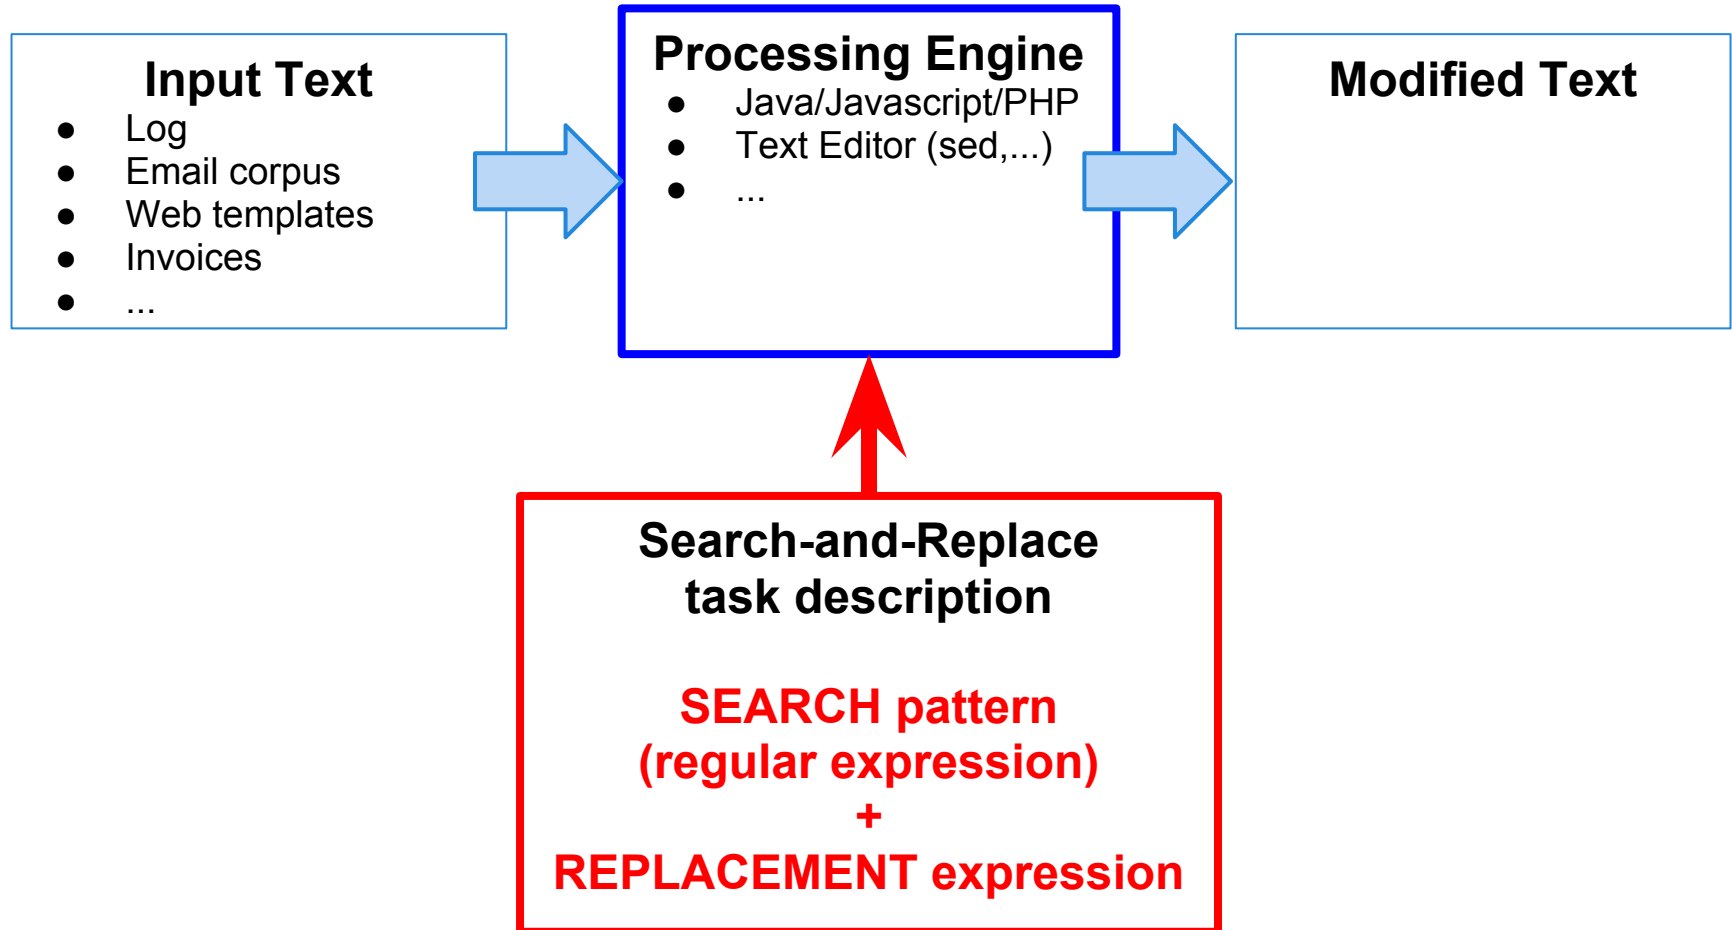 Input Text
● Log
● Email corpus
● Web templates
● Invoices
● ...
Processing Engine
● Java/Javascript/PHP
● Text Editor (sed,...)
● ...
Modified Text
Search-and-Replace
task description
SEARCH pattern
(regular expression)
+
REPLACEMENT expression